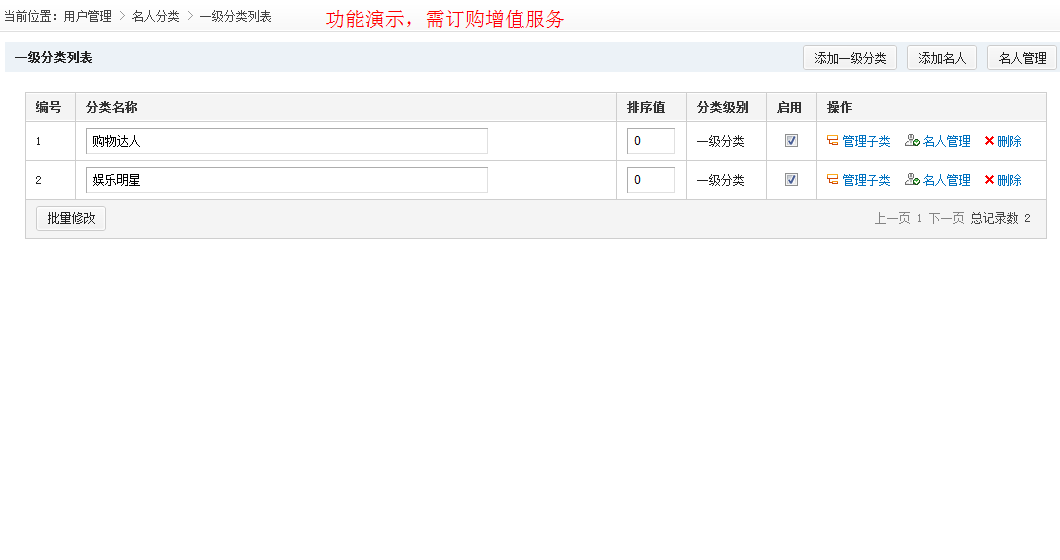 当前位置：用户管理 > 名人分类 > 一级分类列表
功能演示，需订购增值服务
一级分类列表 添加一级分类 添加名人 名人管理
编号 分类名称 排序值 分类级别 启用 操作
1 购物达人 0 一级分类 管理子类 名人管理 删除
2 娱乐明星 0 一级分类 管理子类 名人管理 删除
批量修改 上一页 1 下一页 总记录数 2